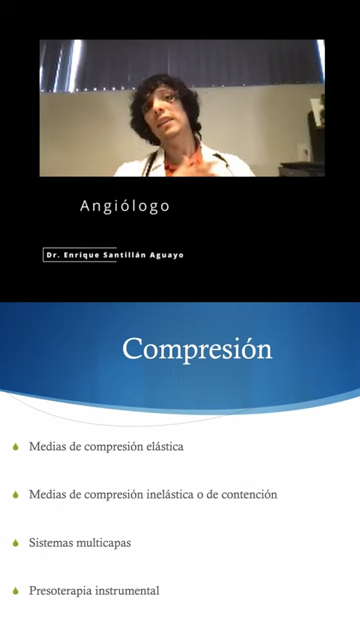 Angiólogo
Dr. Enrique Santillán Aguayo
Compresión
Medias de compresión elástica
Medias de compresión inelástica o de contención
Sistemas multicapas
Presoterapia instrumental